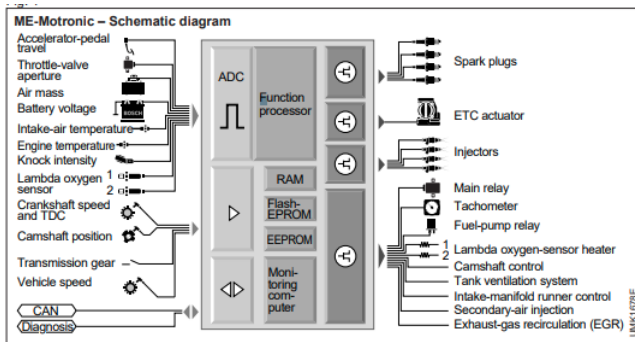 ME-Motronic – Schematic diagram
Accelerator-pedal
travel
Throttle-valve
aperture
Air mass
Battery voltage
BOSCH
Intake-air temperature
Engine temperature
Knock intensity
Lambda oxygen 1
sensor 2
Crankshaft speed
and TDC
Camshaft position
Transmission gear
Vehicle speed
CAN
Diagnosis
ADC
Function
processor
RAM
Flash-
EPROM
EEPROM
Moni-
toring
com-
puter
Spark plugs
ETC actuator
Injectors
Main relay
Tachometer
Fuel-pump relay
1 Lambda oxygen-sensor heater
2
Camshaft control
Tank ventilation system
Intake-manifold runner control
Secondary-air injection
Exhaust-gas recirculation (EGR)